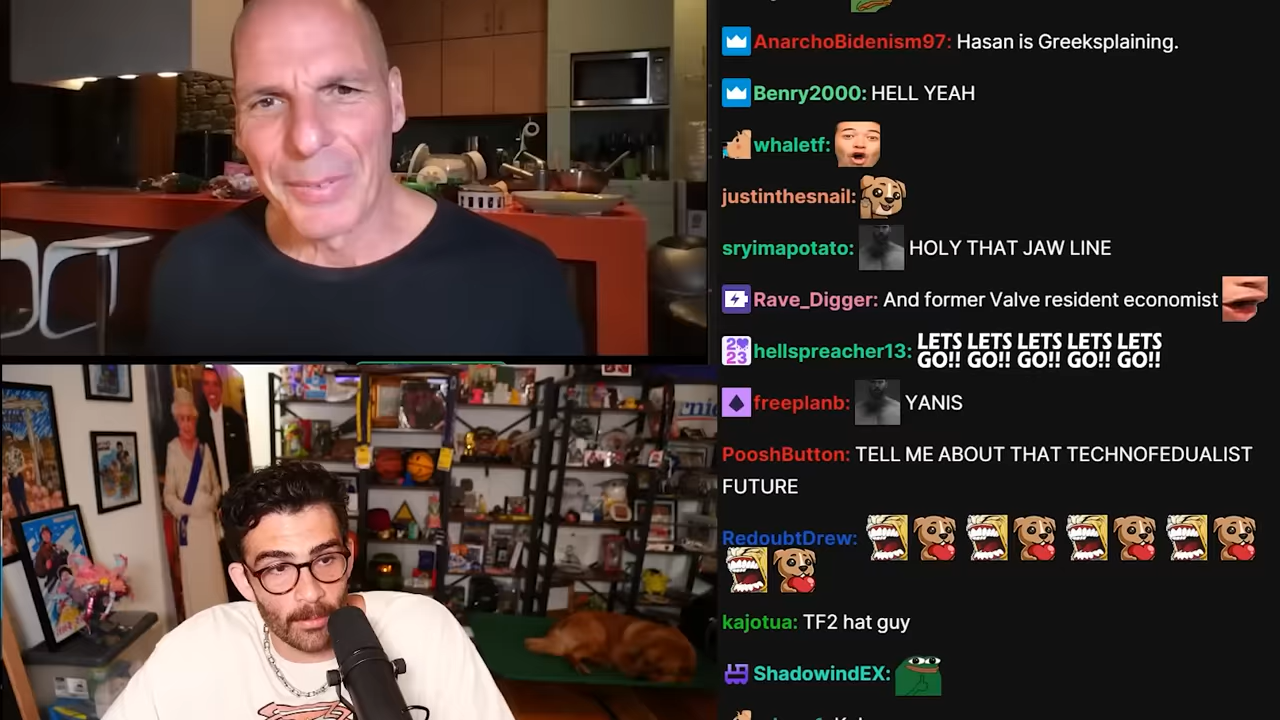 AnarchoBidenism97: Hasan is Greeksplaining.
Benry2000: HELL YEAH
whaletf:
justinthesnail:
sryimapotato: HOLY THAT JAW LINE
Rave_Digger: And former Valve resident economist
2023 hellspreacher13: LETS GO!! LETS GO!! LETS GO!! LETS GO!! LETS GO!!
freeplanb: YANIS
PooshButton: TELL ME ABOUT THAT TECHNOFEDUALIST
FUTURE
RedoubtDrew:
kajotua: TF2 hat guy
ShadowindEX: